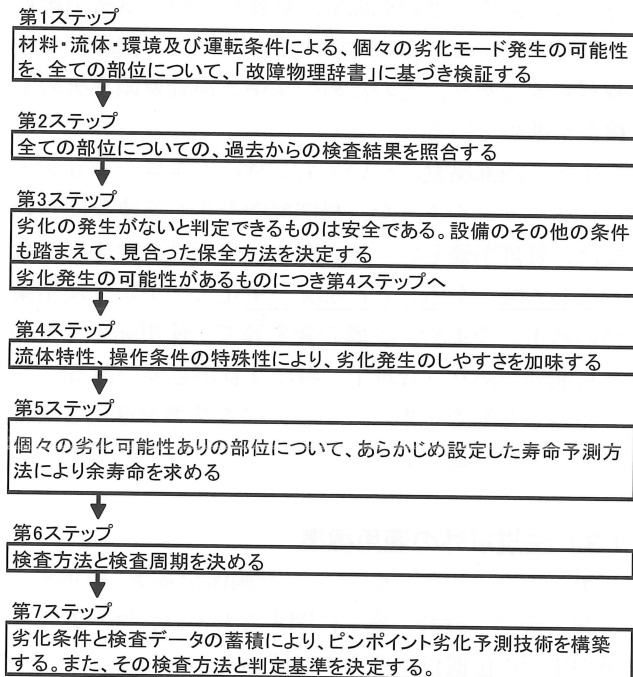 第1ステップ
材料・流体・環境及び運転条件による、個々の劣化モード発生の可能性
を、全ての部位について、「故障物理辞書」に基づき検証する
第2ステップ
全ての部位についての、過去からの検査結果を照合する
第3ステップ
劣化の発生がないと判定できるものは安全である。設備のその他の条件
も踏まえて、見合った保全方法を決定する
劣化発生の可能性があるものにつき第4ステップへ
第4ステップ
流体特性、操作条件の特殊性により、劣化発生のしやすさを加味する
第5ステップ
個々の劣化可能性ありの部位について、あらかじめ設定した寿命予測方
法により余寿命を求める
第6ステップ
検査方法と検査周期を決める
第7ステップ
劣化条件と検査データの蓄積により、ピンポイント劣化予測技術を構築
する。また、その検査方法と判定基準を決定する。